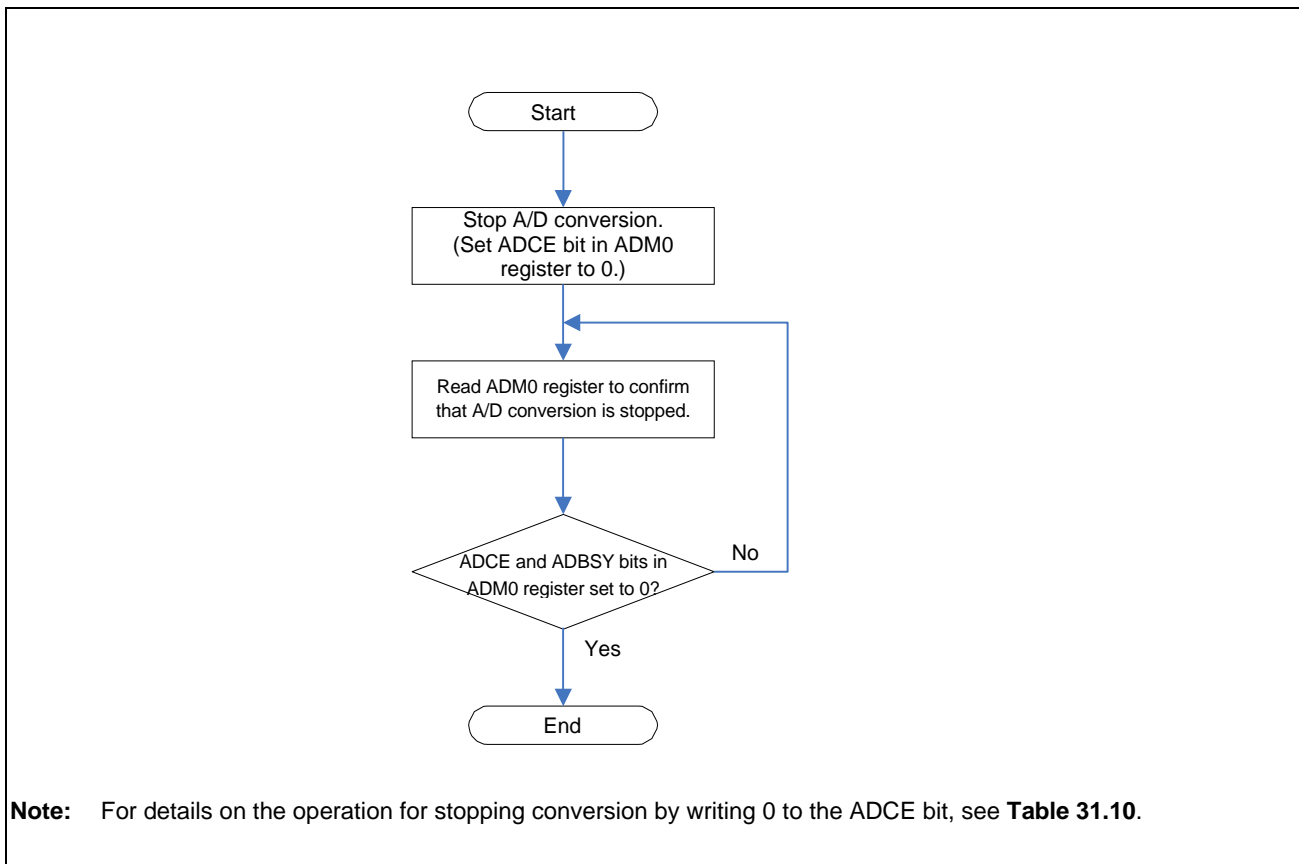 Start
Stop A/D conversion.
(Set ADCE bit in ADM0
register to 0.)
Read ADM0 register to confirm
that A/D conversion is stopped.
ADCE and ADBSY bits in
ADM0 register set to 0?
No
Yes
End
Note: For details on the operation for stopping conversion by writing 0 to the ADCE bit, see Table 31.10.